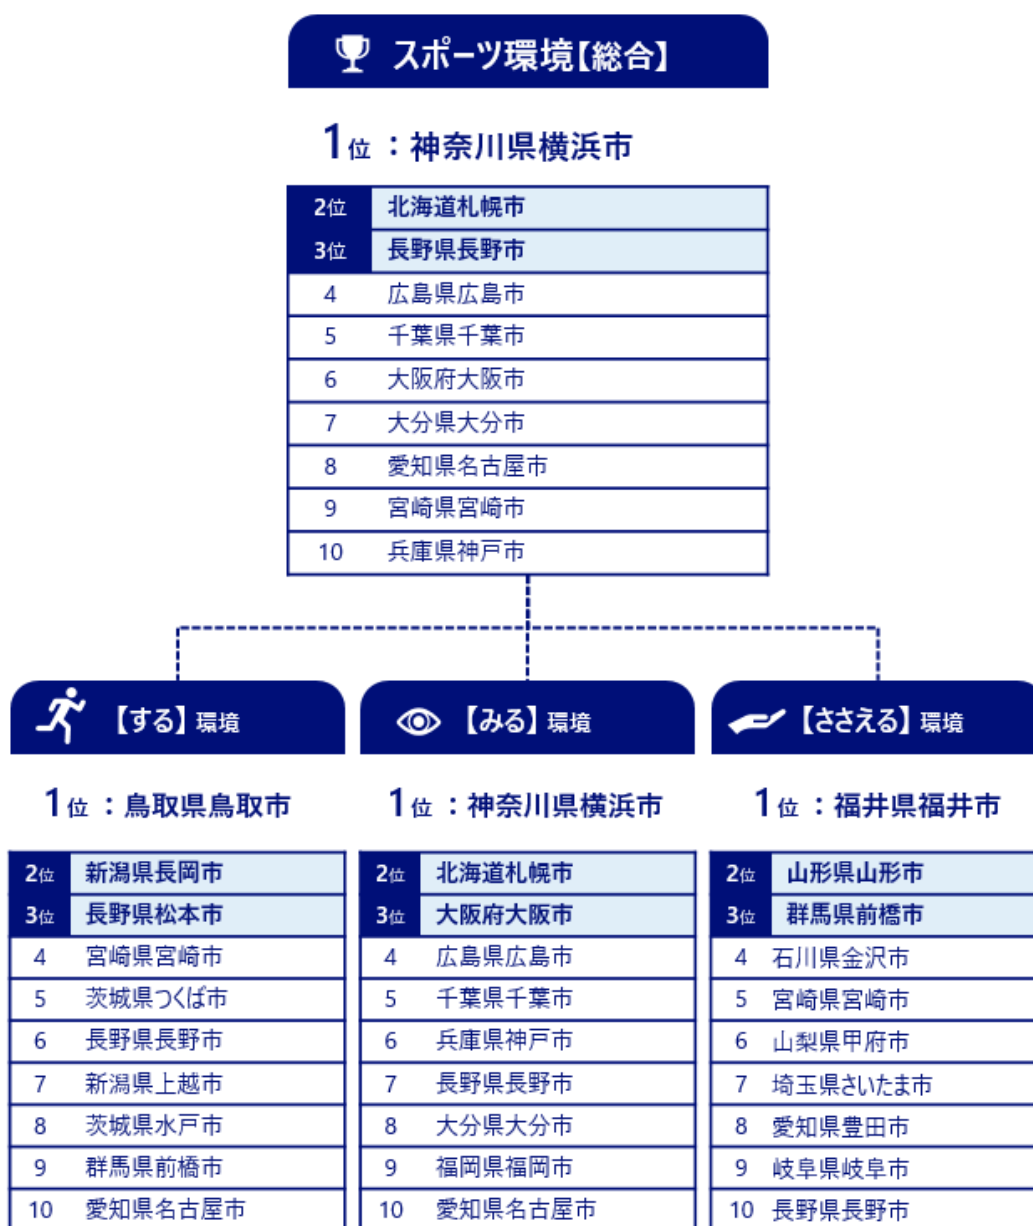 スポーツ環境【総合】
1位 : 神奈川県横浜市
2位 北海道札幌市
3位 長野県長野市
4 広島県広島市
5 千葉県千葉市
6 大阪府大阪市
7 大分県大分市
8 愛知県名古屋市
9 宮崎県宮崎市
10 兵庫県神戸市
【する】環境
1位 : 鳥取県鳥取市
2位 新潟県長岡市
3位 長野県松本市
4 宮崎県宮崎市
5 茨城県つくば市
6 長野県長野市
7 新潟県上越市
8 茨城県水戸市
9 群馬県前橋市
10 愛知県名古屋市
【みる】環境
1位 : 神奈川県横浜市
2位 北海道札幌市
3位 大阪府大阪市
4 広島県広島市
5 千葉県千葉市
6 兵庫県神戸市
7 長野県長野市
8 大分県大分市
9 福岡県福岡市
10 愛知県名古屋市
【ささえる】環境
1位 : 福井県福井市
2位 山形県山形市
3位 群馬県前橋市
4 石川県金沢市
5 宮崎県宮崎市
6 山梨県甲府市
7 埼玉県さいたま市
8 愛知県豊田市
9 岐阜県岐阜市
10 長野県長野市